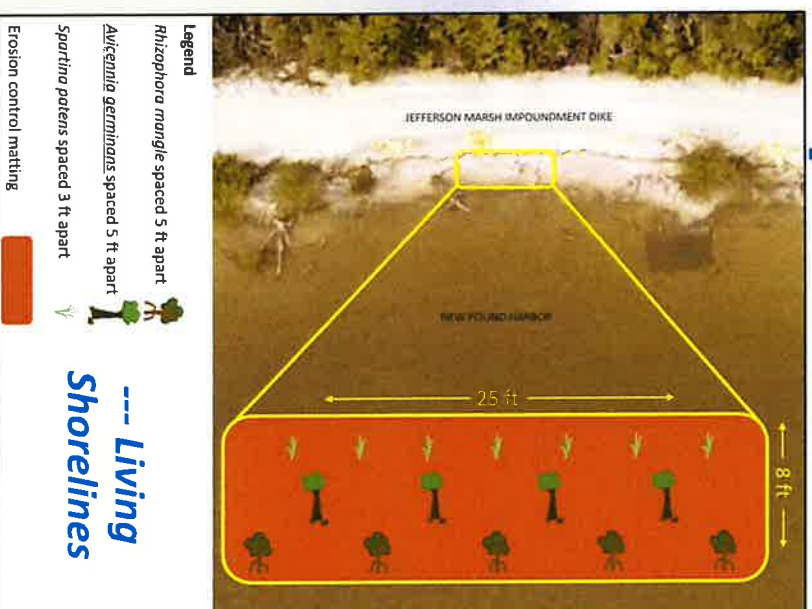 JEFFERSON MARSH IMPOUNDMENT DIKE
NEW FOUND HARBOR
25 ft
8 ft
Legend
Rhizophora mangle spaced 5 ft apart
Avicennia germinans spaced 5 ft apart
Spartina patens spaced 3 ft apart
Erosion control matting
--- Living
Shorelines